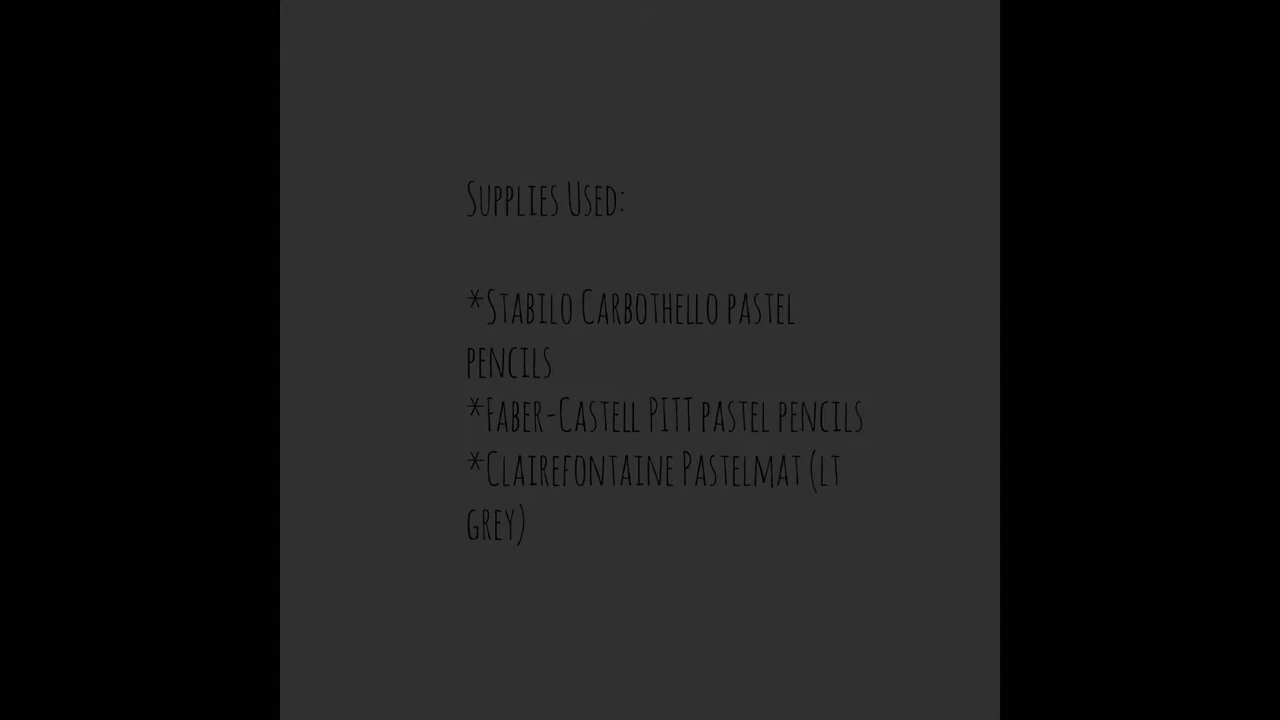 Supplies Used:
*Stabilo Carbothello pastel
pencils
*Faber-Castell PITT pastel pencils
*Clairefontaine Pastelmat (lt
grey)